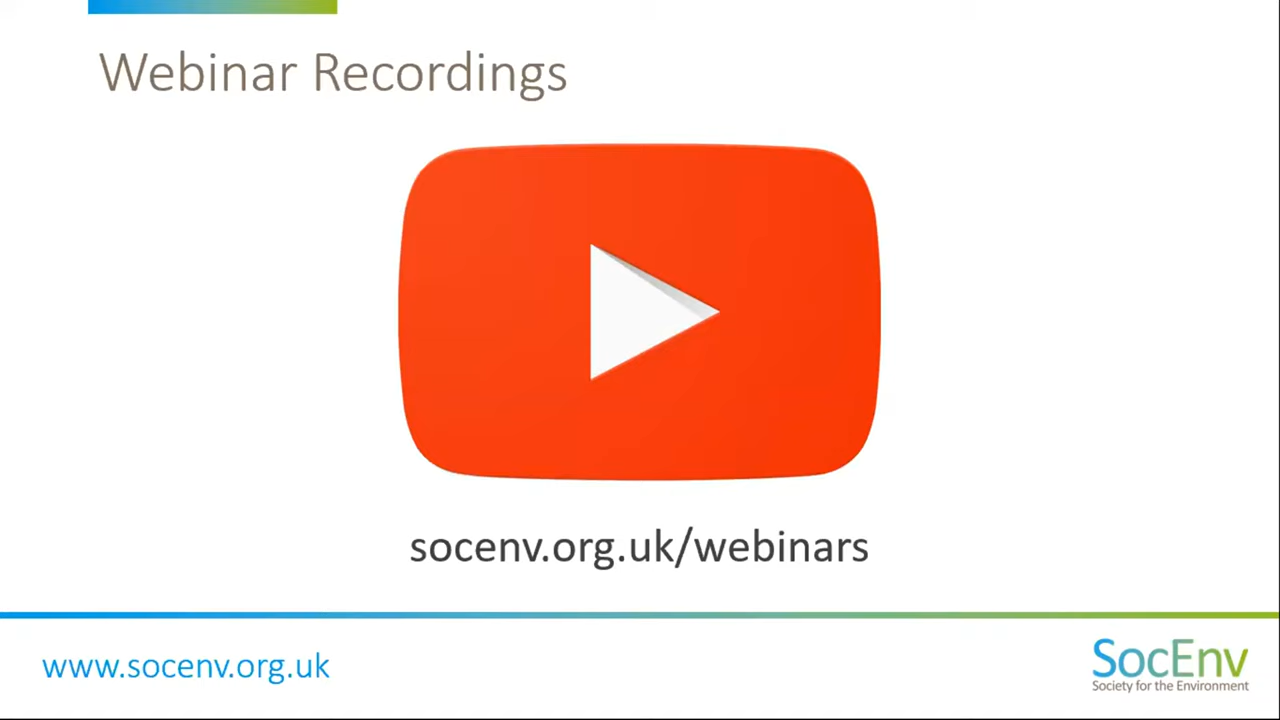 Webinar Recordings
socenv.org.uk/webinars
www.socenv.org.uk
SocEnv
Society for the Environment